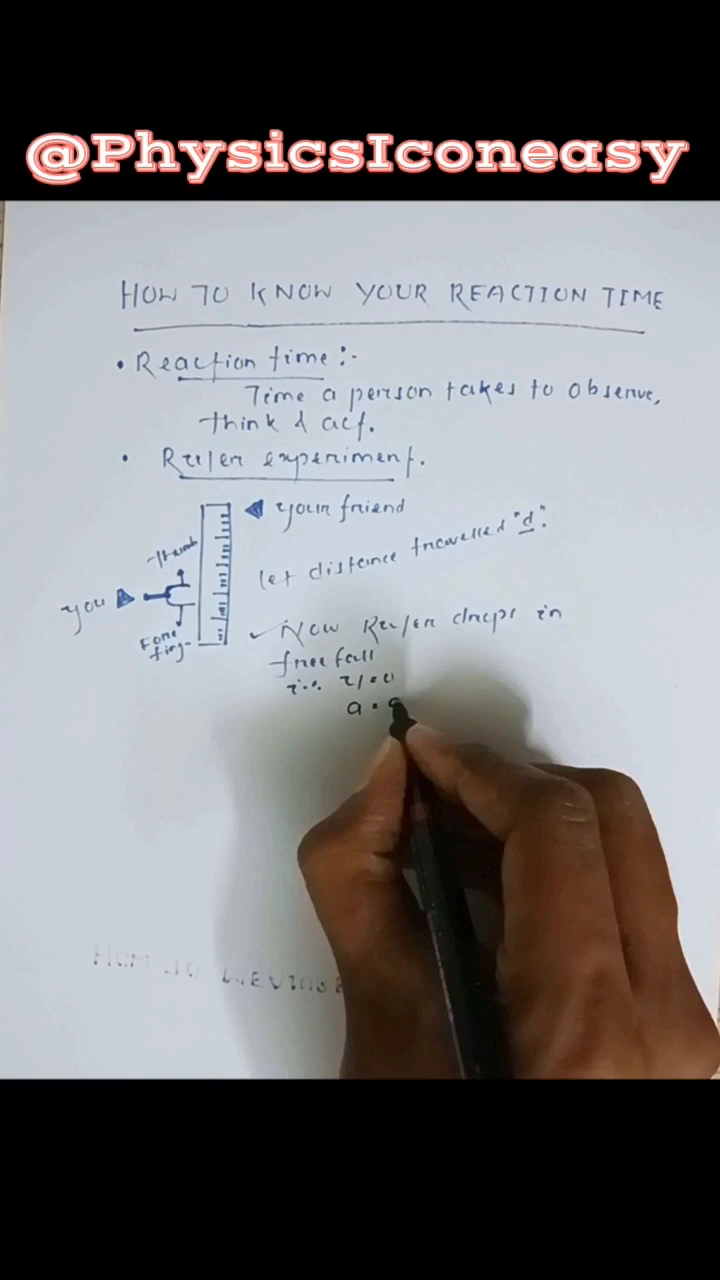 @PhysicsIconeasy
HOW TO KNOW YOUR REACTION TIME
• Reaction time :-
Time a person takes to observe,
think & act.
• Ruler experiment.
your friend
Thumb
let distance travelled "d".
you
Fore
fing-
Now Ruler drops in
free fall
i.e. u = 0
a =